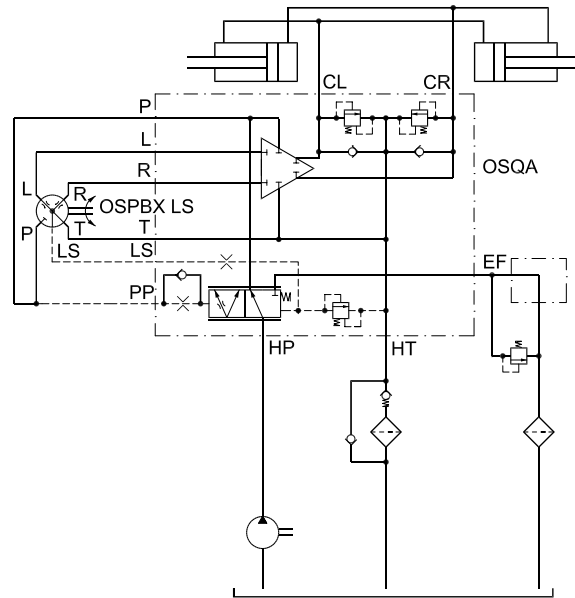 CL CR
P
L
OSQA
R
L R OSPBX LS
P T T
LS LS
EF
PP
HP HT